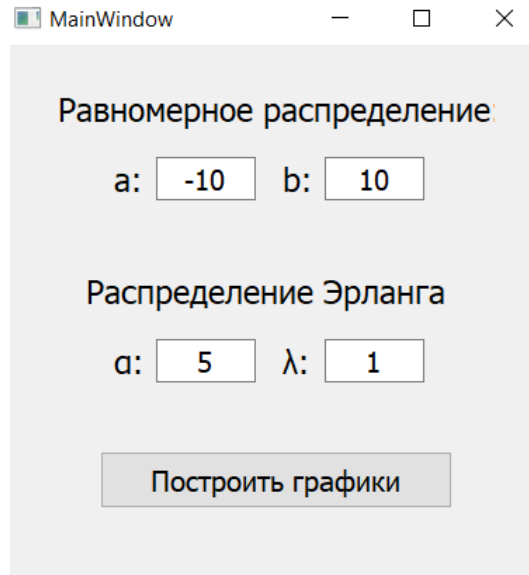 MainWindow
Равномерное распределение:
a: -10 b: 10
Распределение Эрланга
α: 5 λ: 1
Построить графики